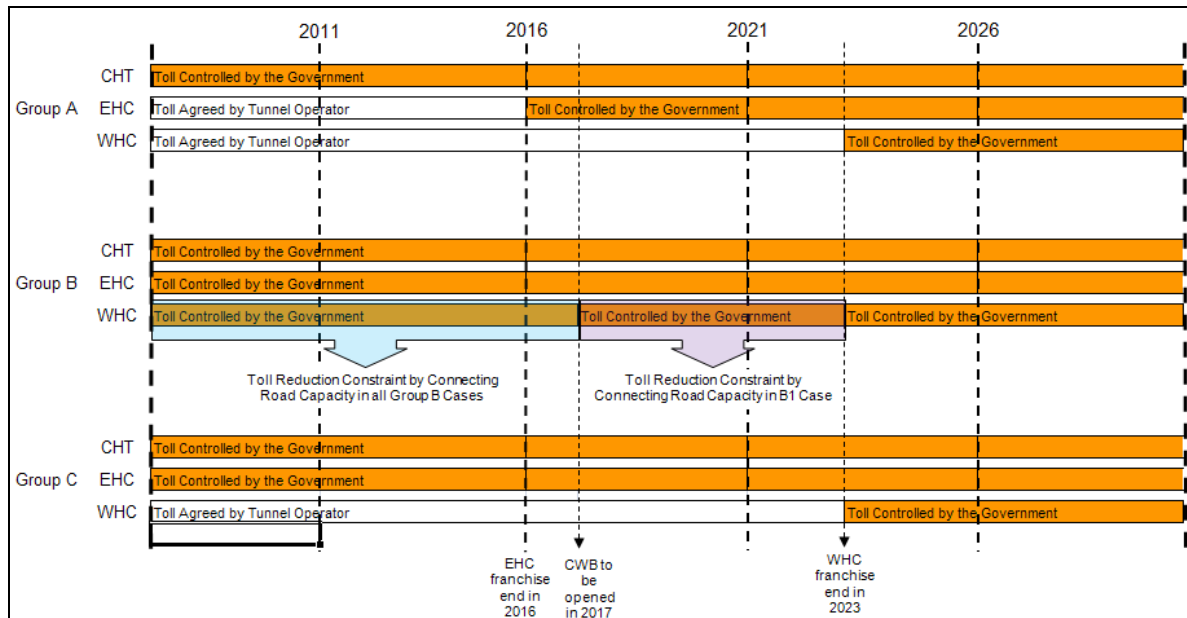 2011 2016 2021 2026
CHT Toll Controlled by the Government
Group A EHC Toll Agreed by Tunnel Operator Toll Controlled by the Government
WHC Toll Agreed by Tunnel Operator Toll Controlled by the Government
CHT Toll Controlled by the Government
Group B EHC Toll Controlled by the Government
WHC Toll Controlled by the Government Toll Controlled by the Government Toll Controlled by the Government
Toll Reduction Constraint by Connecting
Road Capacity in all Group B Cases
Toll Reduction Constraint by
Connecting Road Capacity in B1 Case
CHT Toll Controlled by the Government
Group C EHC Toll Controlled by the Government
WHC Toll Agreed by Tunnel Operator Toll Controlled by the Government
EHC
franchise
end in
2016
CWB to
be
opened
in 2017
WHC
franchise
end in
2023